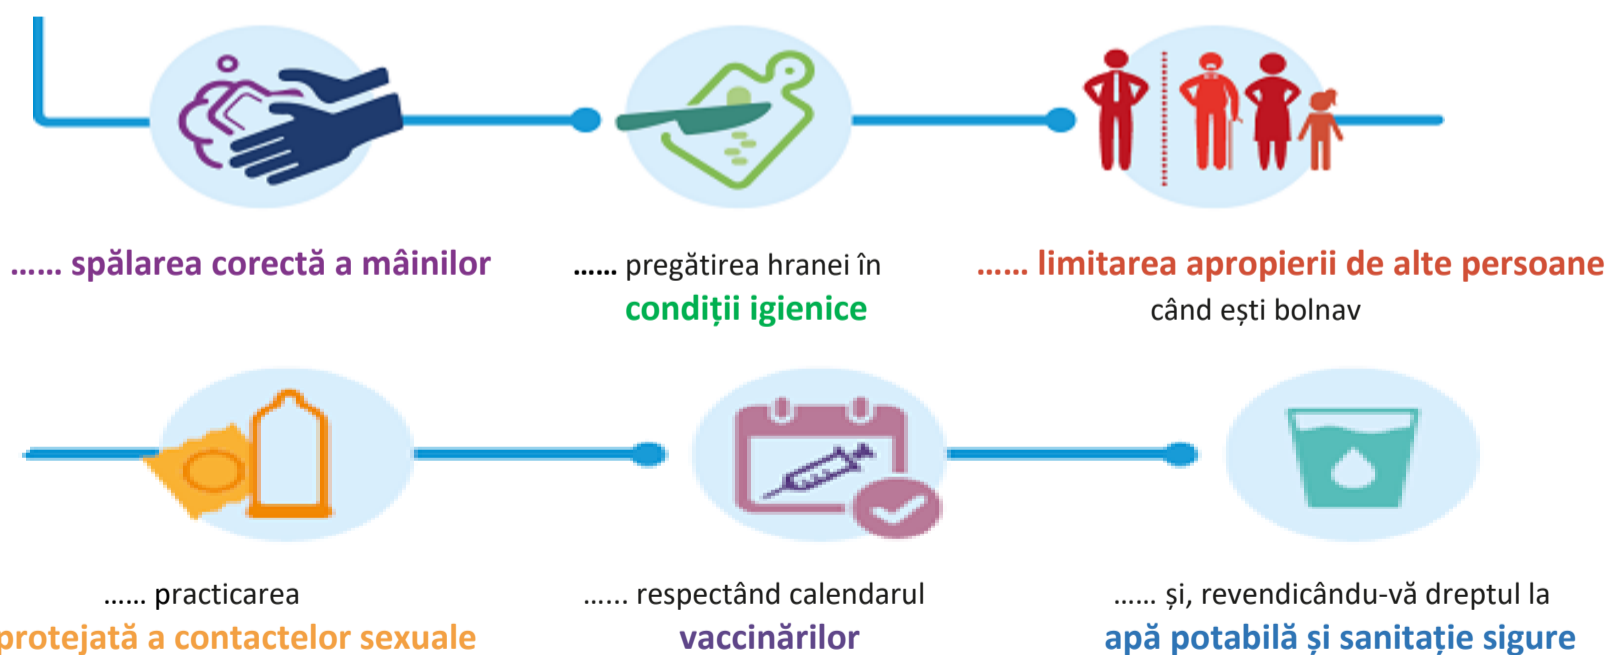 ...... spălarea corectă a mâinilor
...... pregătirea hranei în
condiții igienice
...... limitarea apropierii de alte persoane
când ești bolnav
...... practicarea
protejată a contactelor sexuale
...... respectând calendarul
vaccinărilor
...... și, revendicându-vă dreptul la
apă potabilă și sanitație sigure